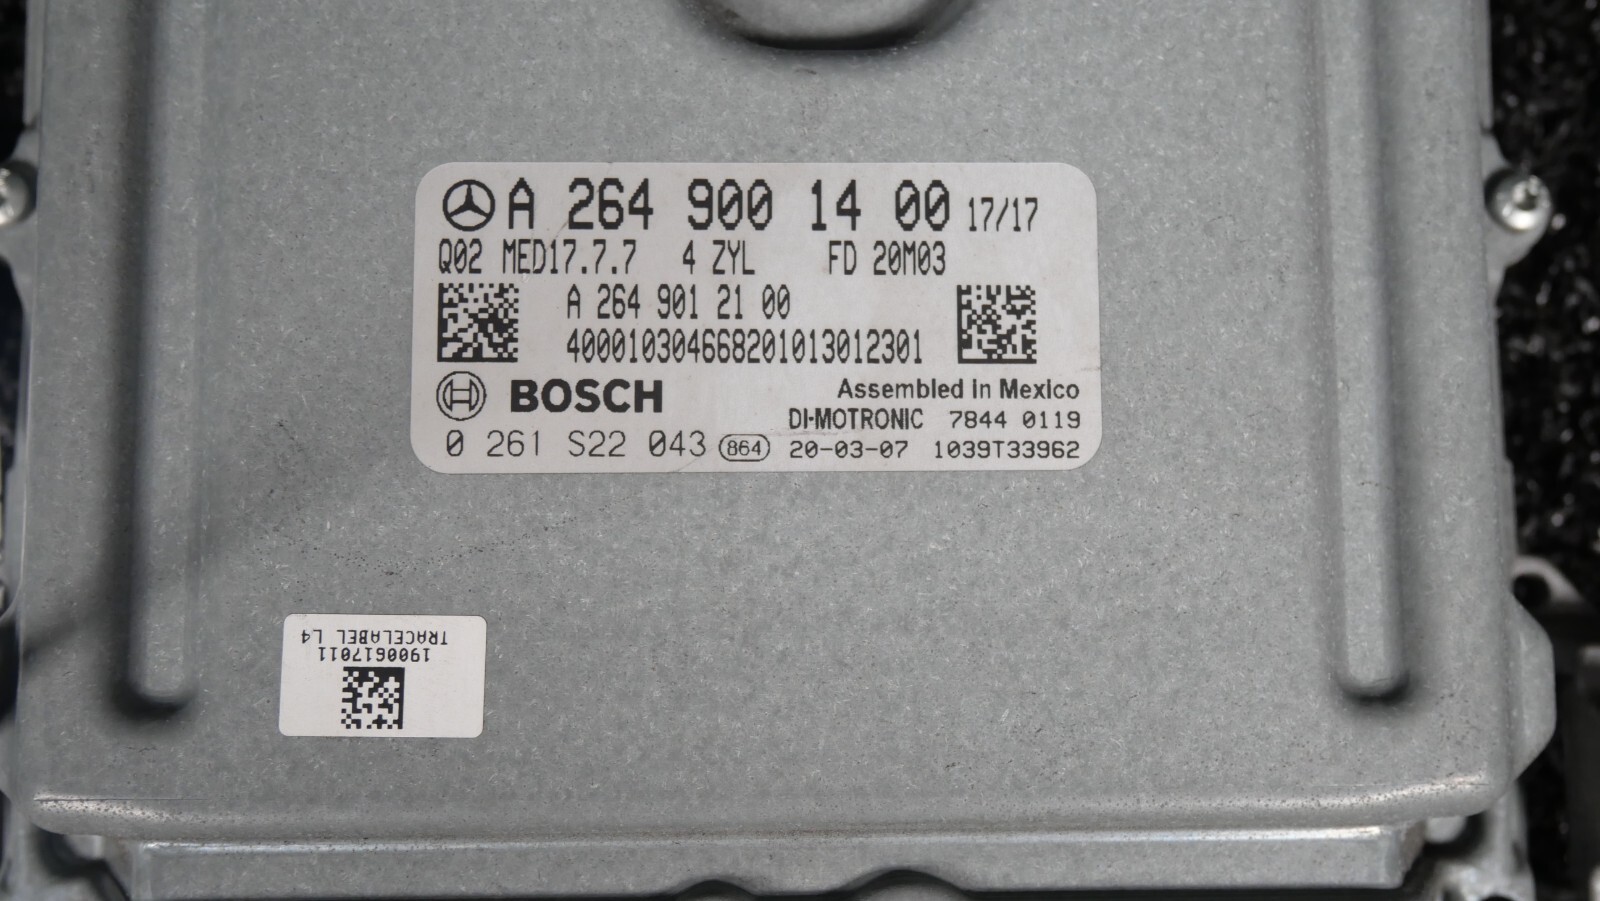 A 264 900 14 00 17/17
Q02 MED17.7.7 4 ZYL FD 20M03
A 264 901 21 00
400010304668201013012301
BOSCH
Assembled in Mexico
DI-MOTRONIC 7844 0119
0 261 S22 043 864 20-03-07 1039T33962
TRACELABEL L4
1900617011